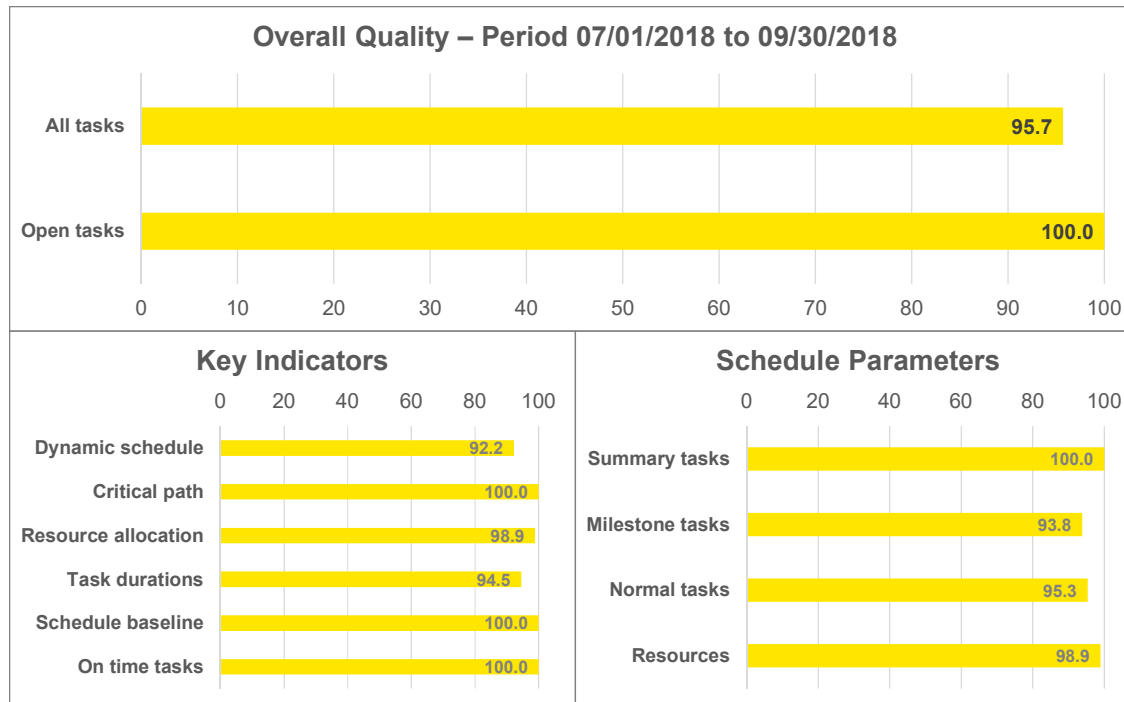 Overall Quality – Period 07/01/2018 to 09/30/2018
All tasks
95.7
Open tasks
100.0
0 10 20 30 40 50 60 70 80 90 100
Key Indicators
0 20 40 60 80 100
Dynamic schedule 92.2
Critical path 100.0
Resource allocation 98.9
Task durations 94.5
Schedule baseline 100.0
On time tasks 100.0
Schedule Parameters
0 20 40 60 80 100
Summary tasks 100.0
Milestone tasks 93.8
Normal tasks 95.3
Resources 98.9